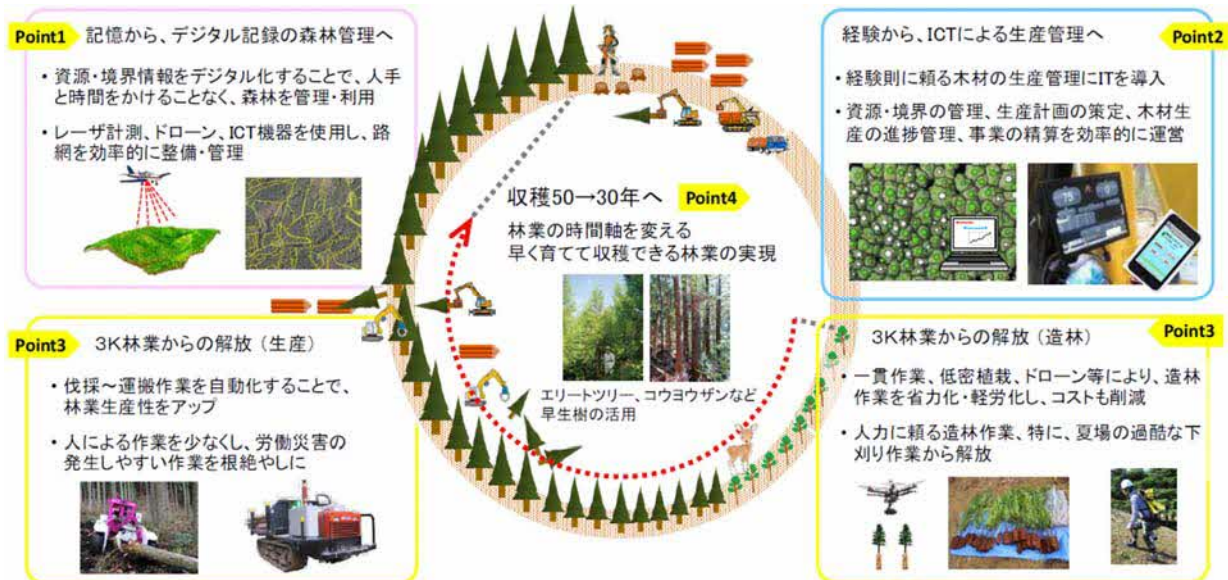 Point1
記憶から、デジタル記録の森林管理へ
・資源・境界情報をデジタル化することで、人手
と時間をかけることなく、森林を管理・利用
・レーザ計測、ドローン、ICT機器を使用し、路
網を効率的に整備・管理
経験から、ICTによる生産管理へ
Point2
・経験則に頼る木材の生産管理にITを導入
・資源・境界の管理、生産計画の策定、木材生
産の進捗管理、事業の精算を効率的に運営
収穫50→30年へ
Point4
林業の時間軸を変える
早く育てて収穫できる林業の実現
エリートツリー、コウヨウザンなど
早生樹の活用
Point3
3K林業からの解放（生産）
・伐採～運搬作業を自動化することで、
林業生産性をアップ
・人による作業を少なくし、労働災害の
発生しやすい作業を根絶やしに
3K林業からの解放（造林）
Point3
・一貫作業、低密植栽、ドローン等により、造林
作業を省力化・軽労化し、コストも削減
・人力に頼る造林作業、特に、夏場の過酷な下
刈り作業から解放